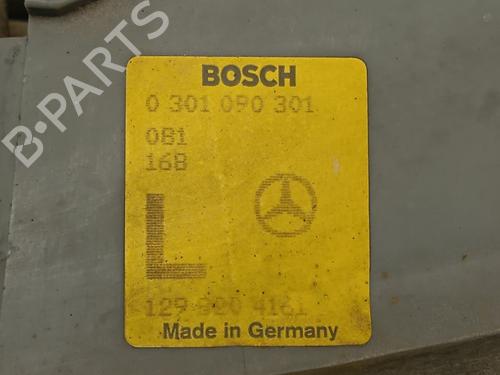 BOSCH
0 301 090 301
0B1
16B
L
129 820 4161
Made in Germany
B-PARTS